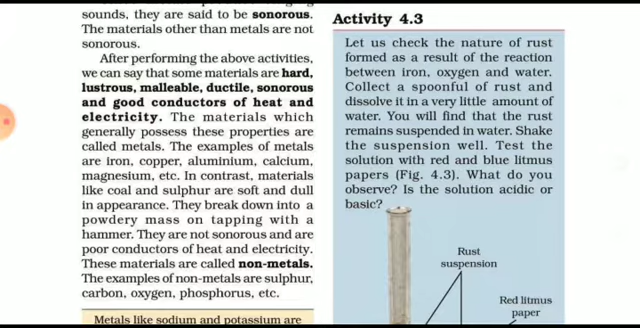 sounds, they are said to be sonorous.
The materials other than metals are not
sonorous.
After performing the above activities,
we can say that some materials are hard,
lustrous, malleable, ductile, sonorous
and good conductors of heat and
electricity. The materials which
generally possess these properties are
called metals. The examples of metals
are iron, copper, aluminium, calcium,
magnesium, etc. In contrast, materials
like coal and sulphur are soft and dull
in appearance. They break down into a
powdery mass on tapping with a
hammer. They are not sonorous and are
poor conductors of heat and electricity.
These materials are called non-metals.
The examples of non-metals are sulphur,
carbon, oxygen, phosphorus, etc.
Metals like sodium and potassium are
Activity 4.3
Let us check the nature of rust
formed as a result of the reaction
between iron, oxygen and water.
Collect a spoonful of rust and
dissolve it in a very little amount of
water. You will find that the rust
remains suspended in water. Shake
the suspension well. Test the
solution with red and blue litmus
papers (Fig. 4.3). What do you
observe? Is the solution acidic or
basic?
Rust
suspension
Red litmus
paper